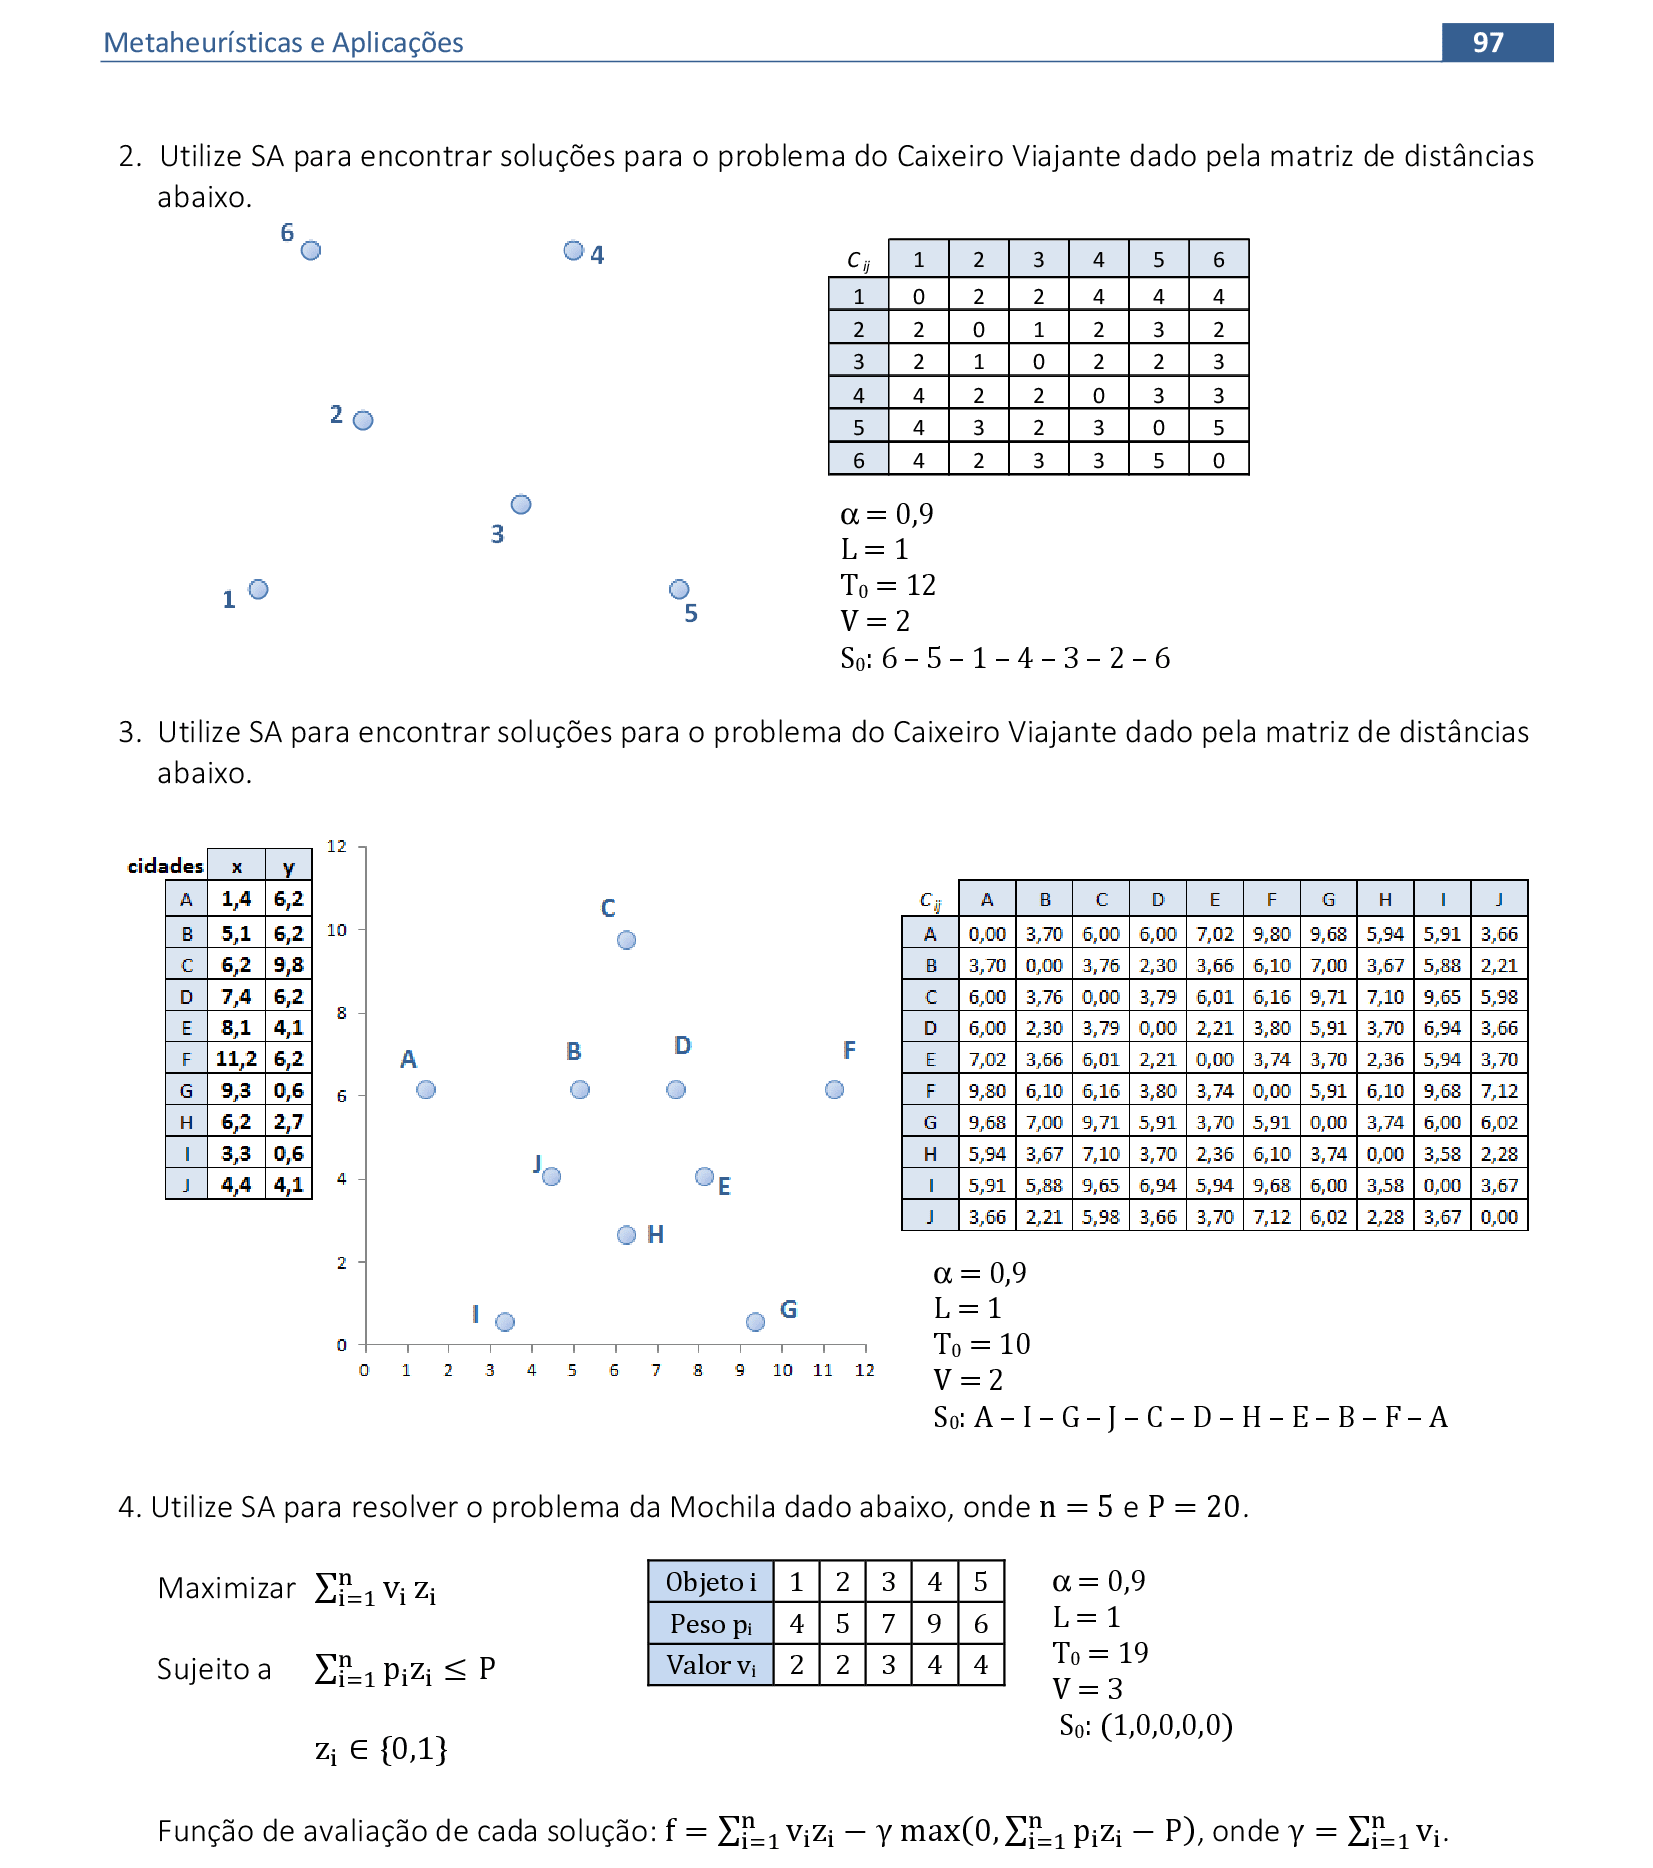 Metaheurísticas e Aplicações 97
2. Utilize SA para encontrar soluções para o problema do Caixeiro Viajante dado pela matriz de distâncias
abaixo.
6
4
2
3
1
5
C ij 1 2 3 4 5 6
1 0 2 2 4 4 4
2 2 0 1 2 3 2
3 2 1 0 2 2 3
4 4 2 2 0 3 3
5 4 3 2 3 0 5
6 4 2 3 3 5 0
α = 0,9
L = 1
T₀ = 12
V = 2
S₀: 6 – 5 – 1 – 4 – 3 – 2 – 6
3. Utilize SA para encontrar soluções para o problema do Caixeiro Viajante dado pela matriz de distâncias
abaixo.
cidades x y
A 1,4 6,2
B 5,1 6,2
C 6,2 9,8
D 7,4 6,2
E 8,1 4,1
F 11,2 6,2
G 9,3 0,6
H 6,2 2,7
I 3,3 0,6
J 4,4 4,1
12
10
8
6
4
2
0
0 1 2 3 4 5 6 7 8 9 10 11 12
C
A
B
D
F
J
E
H
I
G
C ij A B C D E F G H I J
A 0,00 3,70 6,00 6,00 7,02 9,80 9,68 5,94 5,91 3,66
B 3,70 0,00 3,76 2,30 3,66 6,10 7,00 3,67 5,88 2,21
C 6,00 3,76 0,00 3,79 6,01 6,16 9,71 7,10 9,65 5,98
D 6,00 2,30 3,79 0,00 2,21 3,80 5,91 3,70 6,94 3,66
E 7,02 3,66 6,01 2,21 0,00 3,74 3,70 2,36 5,94 3,70
F 9,80 6,10 6,16 3,80 3,74 0,00 5,91 6,10 9,68 7,12
G 9,68 7,00 9,71 5,91 3,70 5,91 0,00 3,74 6,00 6,02
H 5,94 3,67 7,10 3,70 2,36 6,10 3,74 0,00 3,58 2,28
I 5,91 5,88 9,65 6,94 5,94 9,68 6,00 3,58 0,00 3,67
J 3,66 2,21 5,98 3,66 3,70 7,12 6,02 2,28 3,67 0,00
α = 0,9
L = 1
T₀ = 10
V = 2
S₀: A – I – G – J – C – D – H – E – B – F – A
4. Utilize SA para resolver o problema da Mochila dado abaixo, onde n = 5 e P = 20.
Maximizar ∑ⁿᵢ₌₁ vᵢ zᵢ
Sujeito a ∑ⁿᵢ₌₁ pᵢzᵢ ≤ P
zᵢ ∈ {0,1}
Objeto i 1 2 3 4 5
Peso pᵢ 4 5 7 9 6
Valor vᵢ 2 2 3 4 4
α = 0,9
L = 1
T₀ = 19
V = 3
S₀: (1,0,0,0,0)
Função de avaliação de cada solução: f = ∑ⁿᵢ₌₁ vᵢzᵢ − γ max(0, ∑ⁿᵢ₌₁ pᵢzᵢ − P), onde γ = ∑ⁿᵢ₌₁ vᵢ.